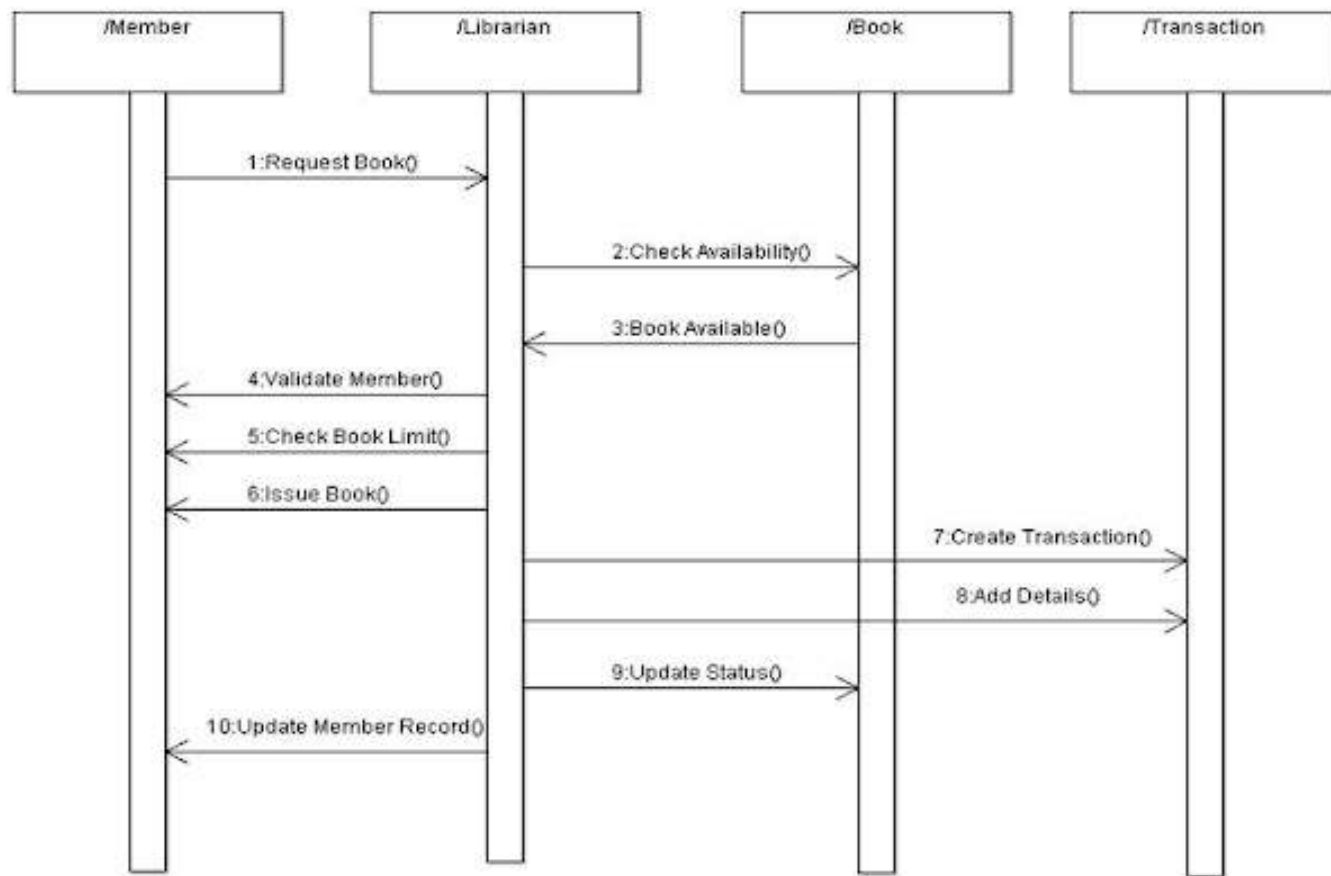 /Member
/Librarian
/Book
/Transaction
1:Request Book()
2:Check Availability()
3:Book Available()
4:Validate Member()
5:Check Book Limit()
6:Issue Book()
7:Create Transaction()
8:Add Details()
9:Update Status()
10:Update Member Record()